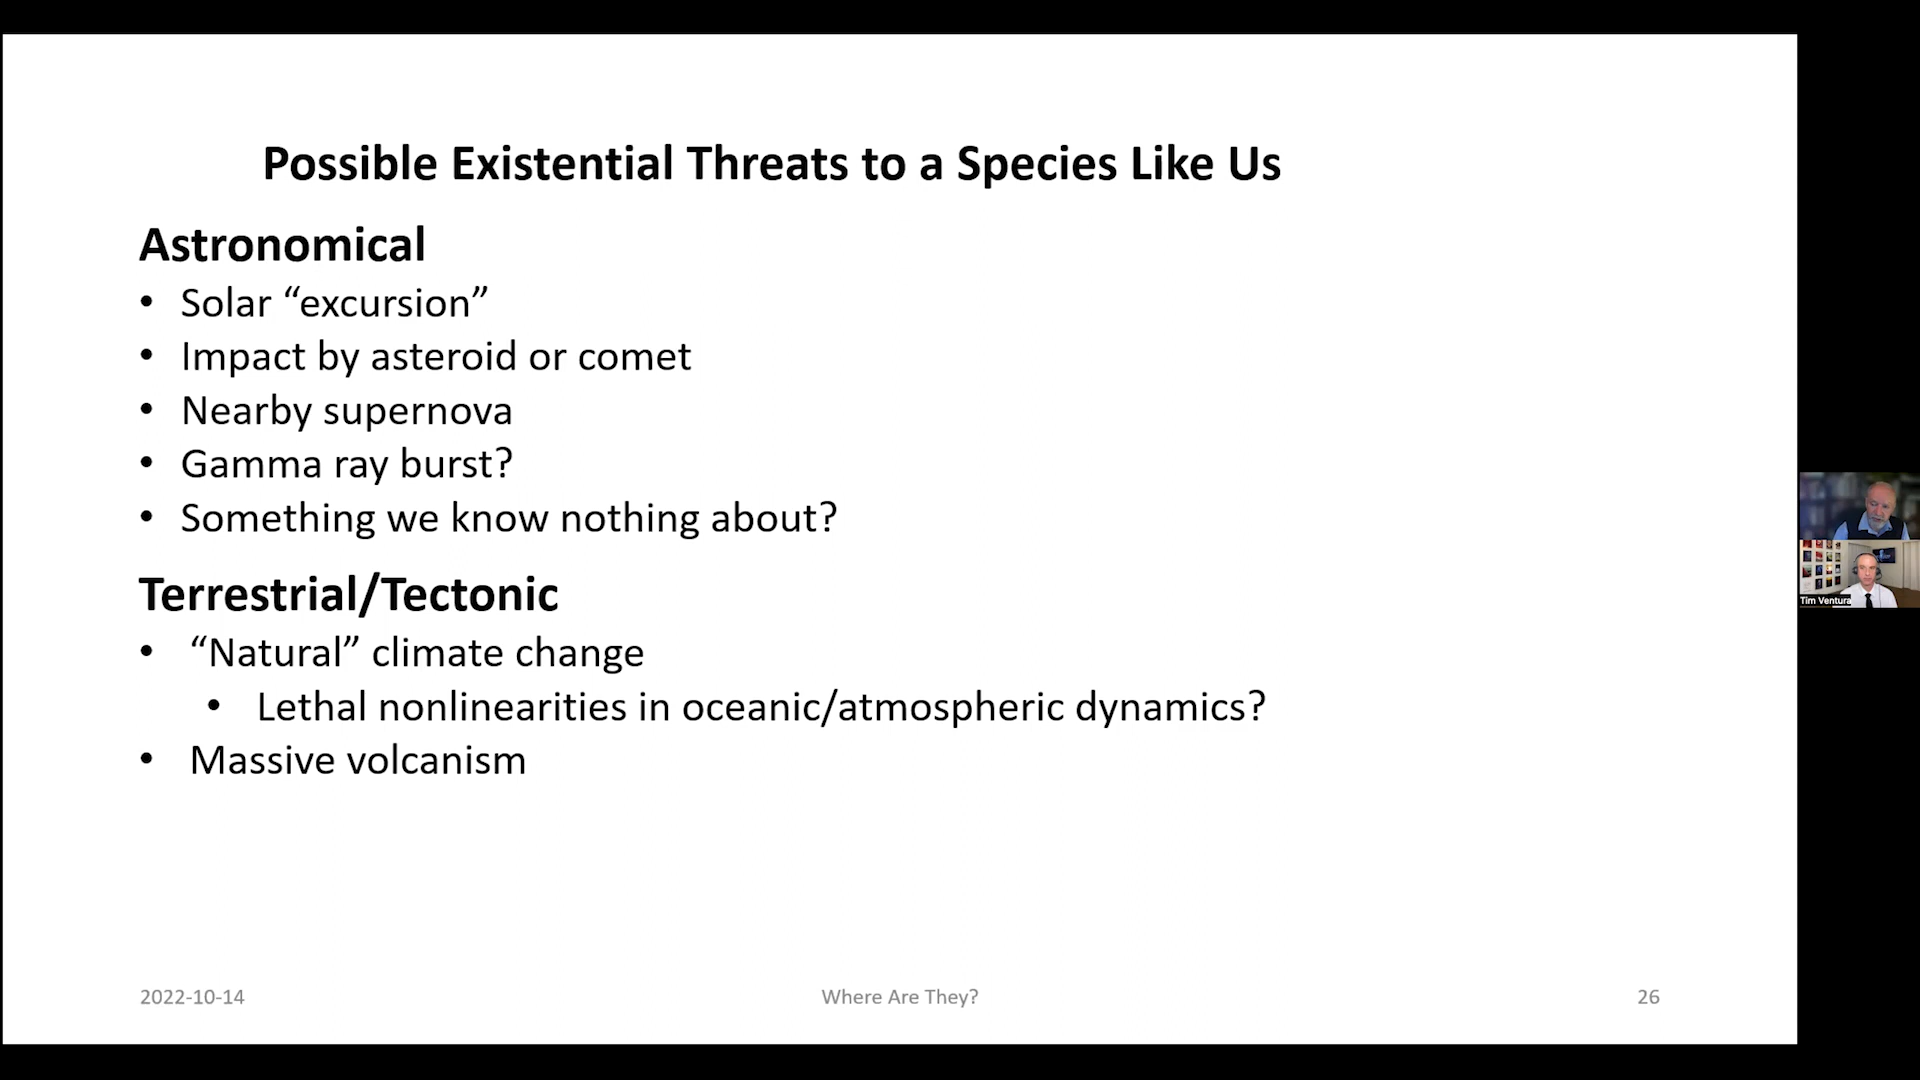 Possible Existential Threats to a Species Like Us
Astronomical
• Solar “excursion”
• Impact by asteroid or comet
• Nearby supernova
• Gamma ray burst?
• Something we know nothing about?
Terrestrial/Tectonic
• “Natural” climate change
• Lethal nonlinearities in oceanic/atmospheric dynamics?
• Massive volcanism
2022-10-14
Where Are They?
26
Tim Ventura